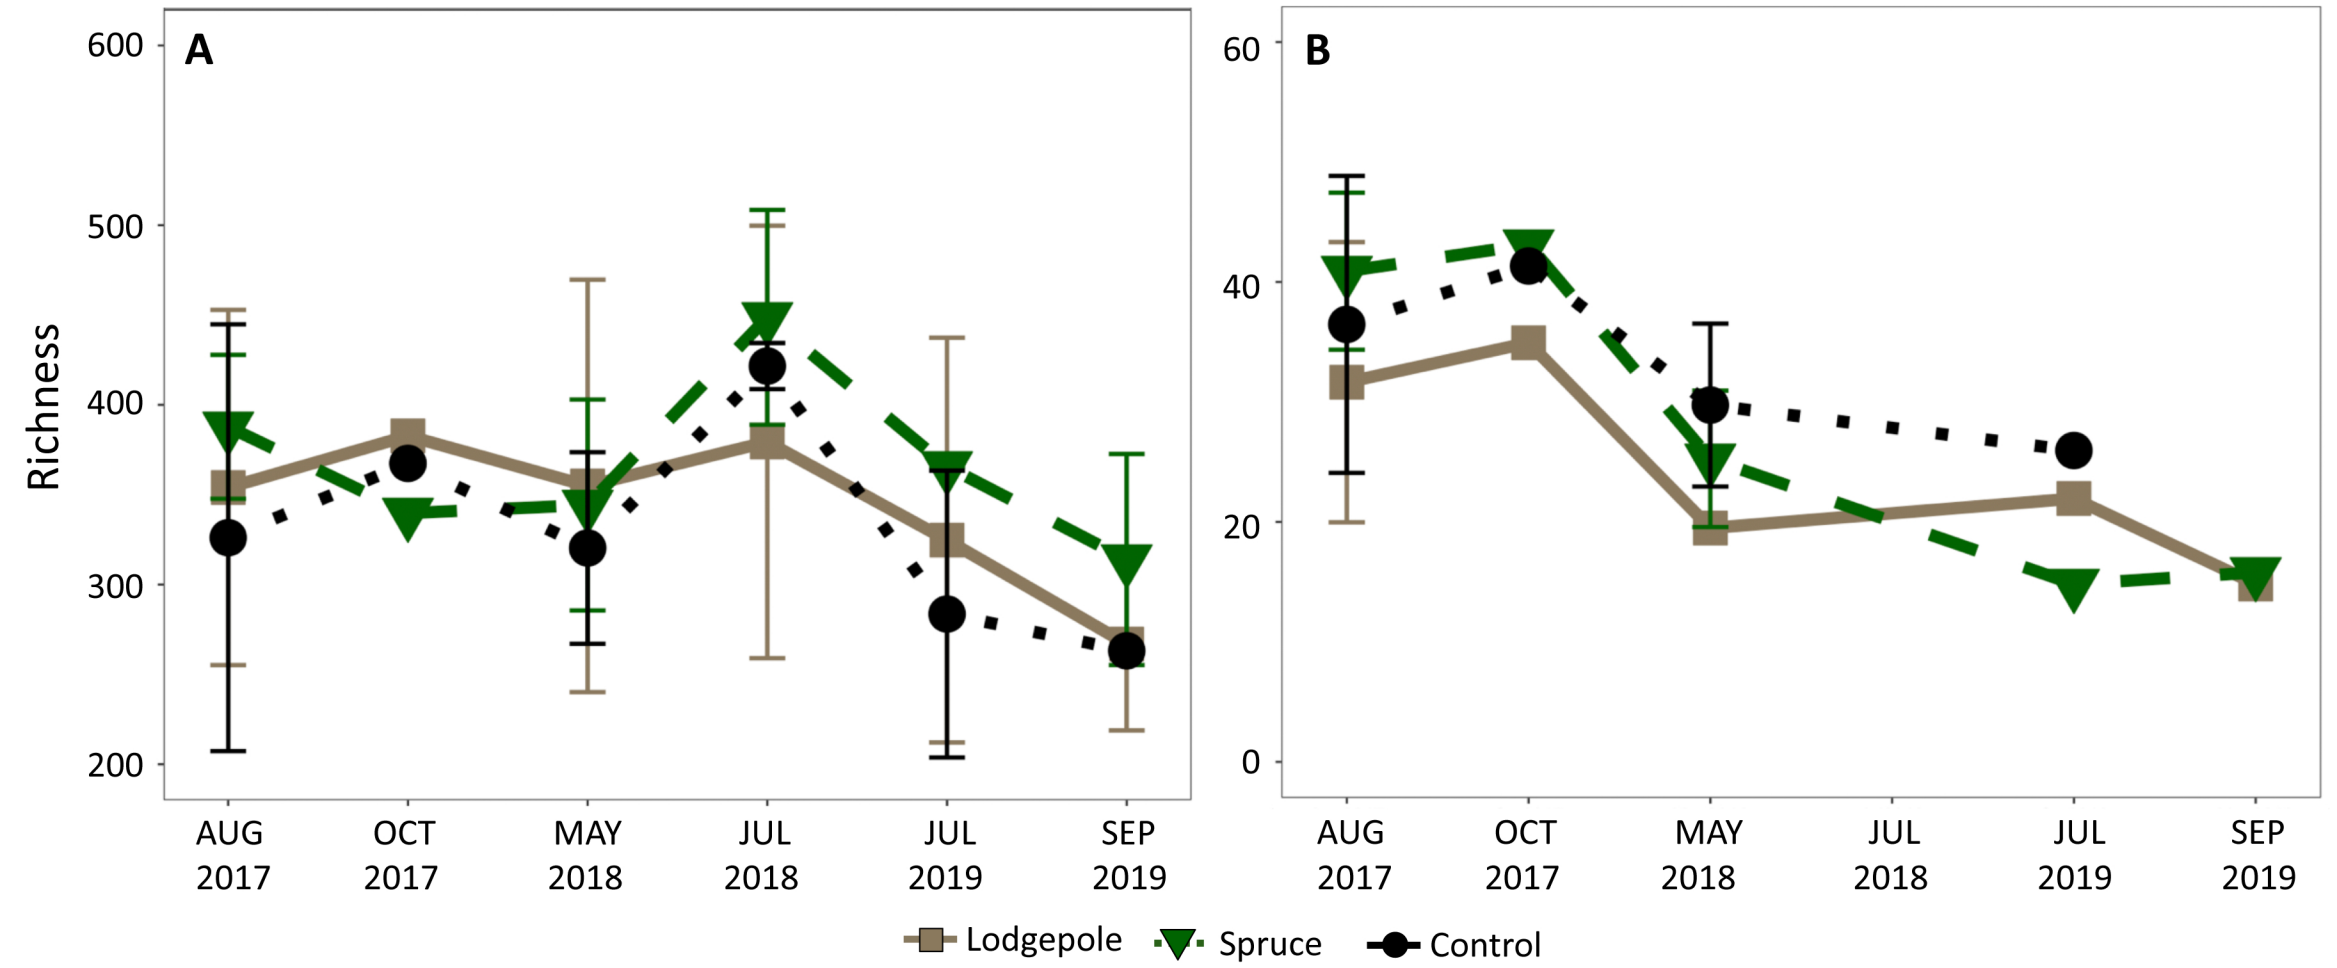 A
B
Richness
600
500
400
300
200
60
40
20
0
AUG OCT MAY JUL JUL SEP
2017 2017 2018 2018 2019 2019
AUG OCT MAY JUL JUL SEP
2017 2017 2018 2018 2019 2019
Lodgepole Spruce Control